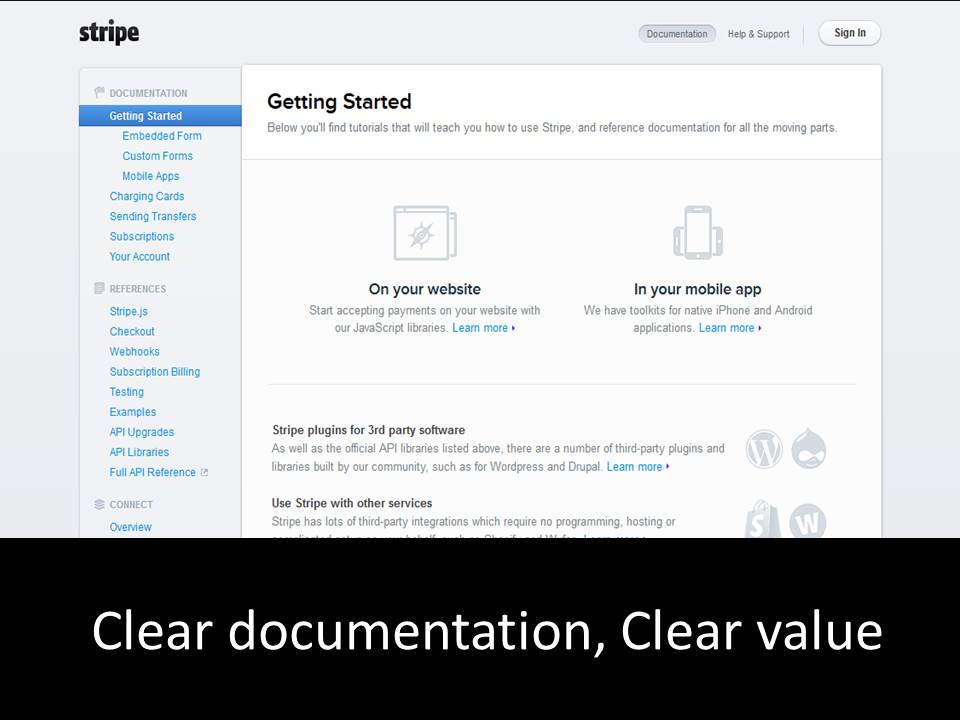 stripe
Documentation
Help & Support
Sign In
DOCUMENTATION
Getting Started
Embedded Form
Custom Forms
Mobile Apps
Charging Cards
Sending Transfers
Subscriptions
Your Account
REFERENCES
Stripe.js
Checkout
Webhooks
Subscription Billing
Testing
Examples
API Upgrades
API Libraries
Full API Reference
CONNECT
Overview
Getting Started
Below you'll find tutorials that will teach you how to use Stripe, and reference documentation for all the moving parts.
On your website
Start accepting payments on your website with
our JavaScript libraries. Learn more
In your mobile app
We have toolkits for native iPhone and Android
applications. Learn more
Stripe plugins for 3rd party software
As well as the official API libraries listed above, there are a number of third-party plugins and
libraries built by our community, such as for Wordpress and Drupal. Learn more
Use Stripe with other services
Stripe has lots of third-party integrations which require no programming, hosting or
Clear documentation, Clear value